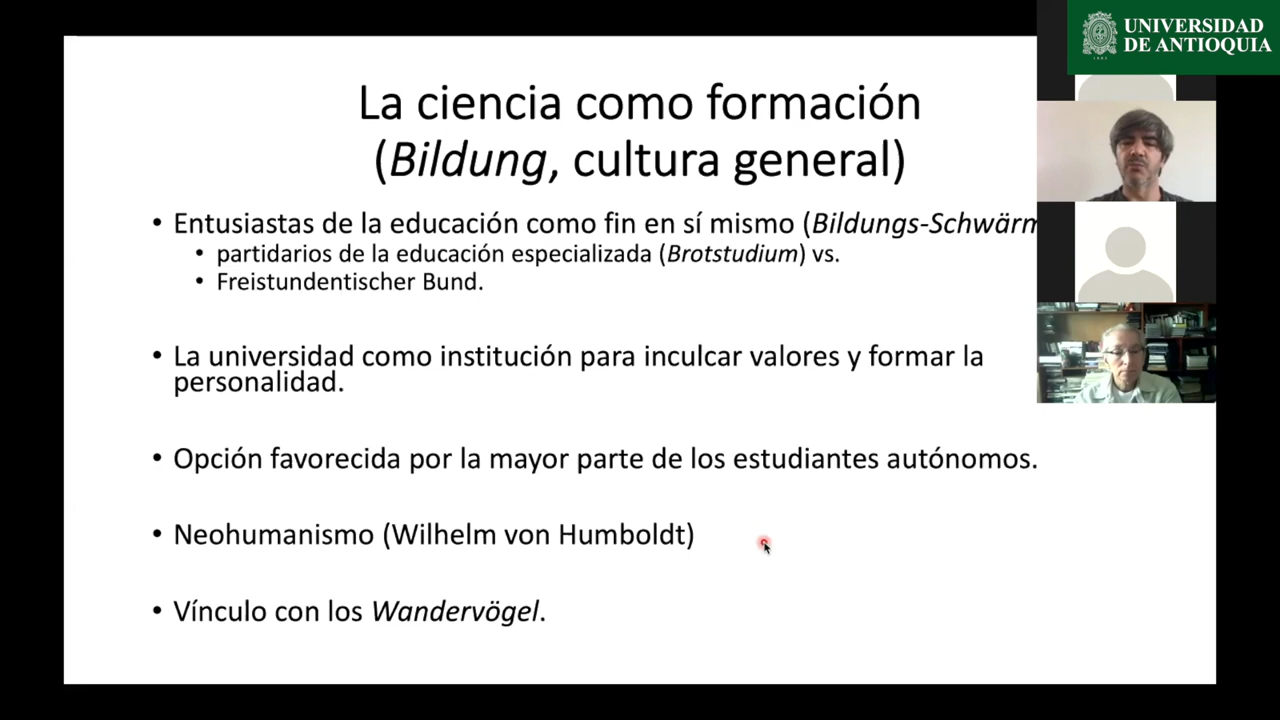 UNIVERSIDAD
DE ANTIOQUIA
La ciencia como formación
(Bildung, cultura general)
• Entusiastas de la educación como fin en sí mismo (Bildungs-Schwärm
• partidarios de la educación especializada (Brotstudium) vs.
• Freistundentischer Bund.
• La universidad como institución para inculcar valores y formar la
personalidad.
• Opción favorecida por la mayor parte de los estudiantes autónomos.
• Neohumanismo (Wilhelm von Humboldt)
• Vínculo con los Wandervögel.